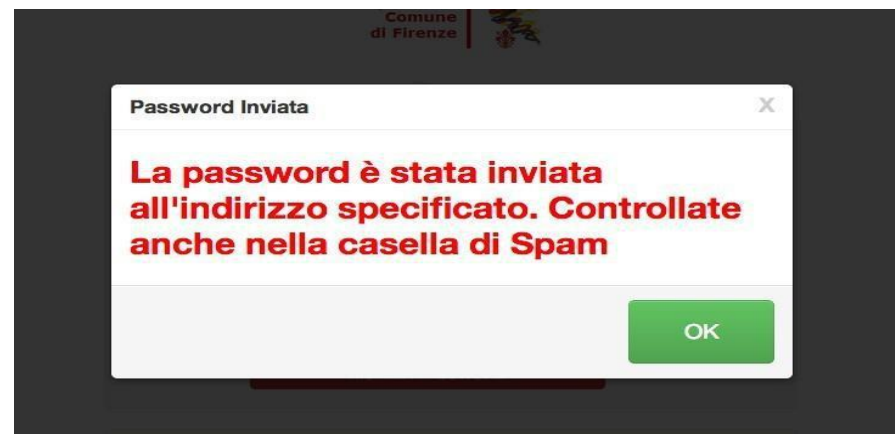 Comune
di Firenze
Password Inviata
X
La password è stata inviata
all'indirizzo specificato. Controllate
anche nella casella di Spam
OK